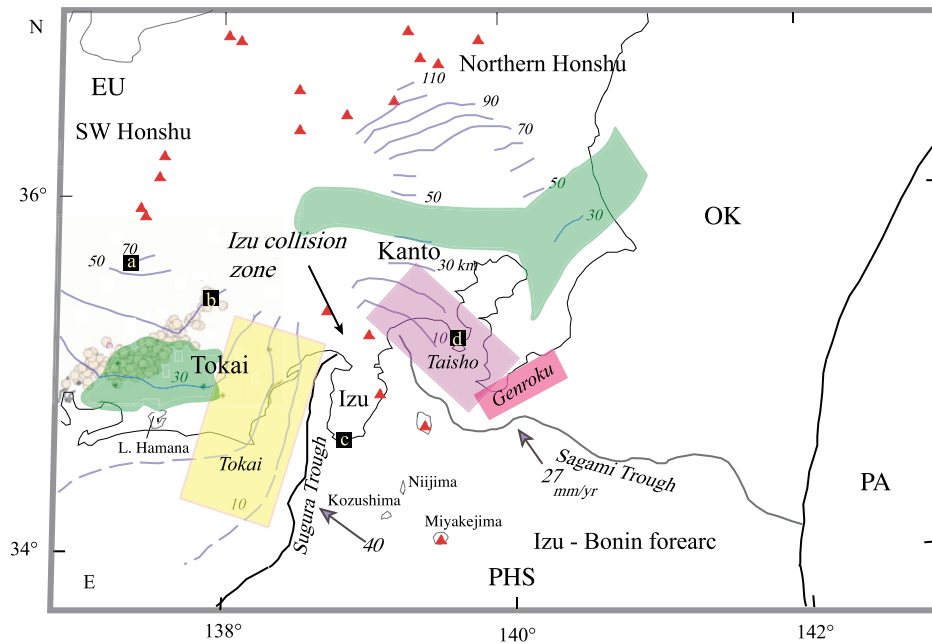 N
110
Northern Honshu
EU
90
70
SW Honshu
50
50
36°
30
OK
Izu collision
zone
Kanto
70
50
a
30 km
b
10
d
Tokai
Taisho
30
Izu
Genroku
L. Hamana
c
Tokai
Sagami Trough
27
mm/yr
PA
10
Sugura Trough
Niijima
Kozushima
40
Miyakejima
Izu - Bonin forearc
34°
E
PHS
138°
140°
142°